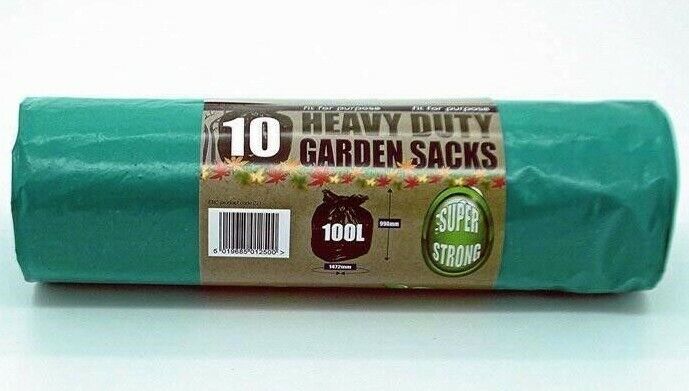 fit for purpose fit for purpose
10 HEAVY DUTY
GARDEN SACKS
100L
990mm
1472mm
SUPER
STRONG
6 019685 012500 >